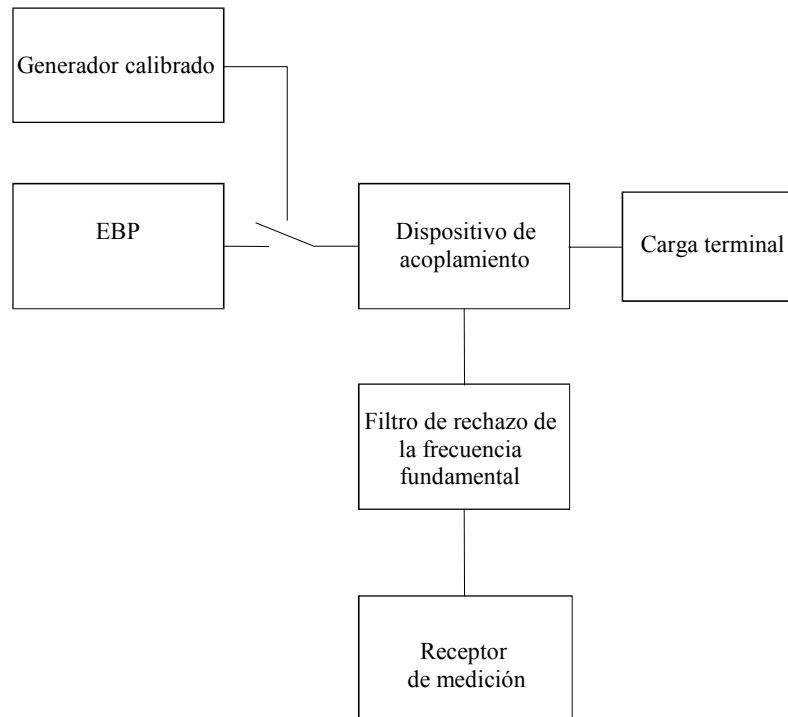 Generador calibrado
EBP
Dispositivo de
acoplamiento
Carga terminal
Filtro de rechazo de
la frecuencia
fundamental
Receptor
de medición